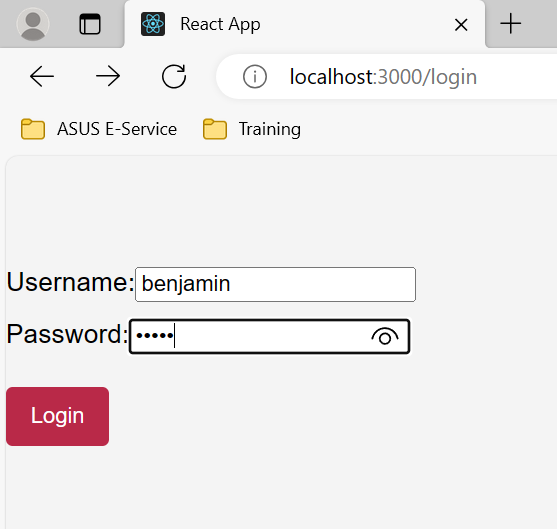 React App
localhost:3000/login
ASUS E-Service Training
Username: benjamin
Password: •••••
Login